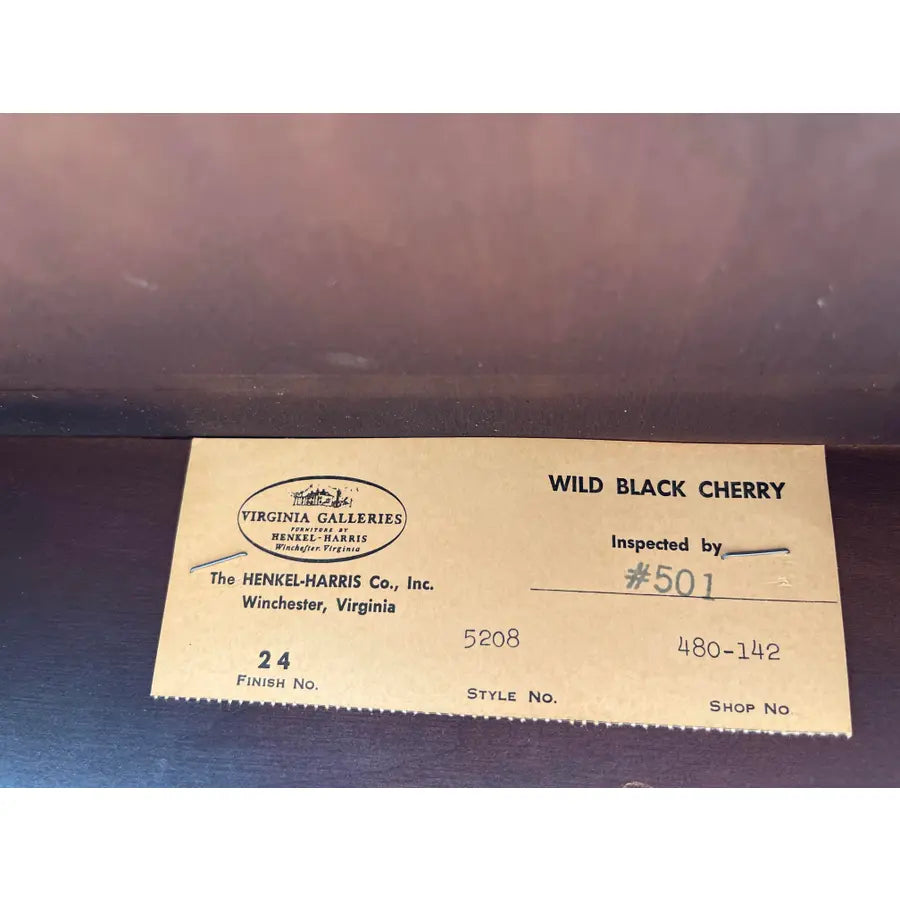 VIRGINIA GALLERIES
FURNITURE BY
HENKEL-HARRIS
Winchester, Virginia
The HENKEL-HARRIS Co., Inc.
Winchester, Virginia
WILD BLACK CHERRY
Inspected by
#501
24
FINISH NO.
5208
STYLE NO.
480-142
SHOP NO